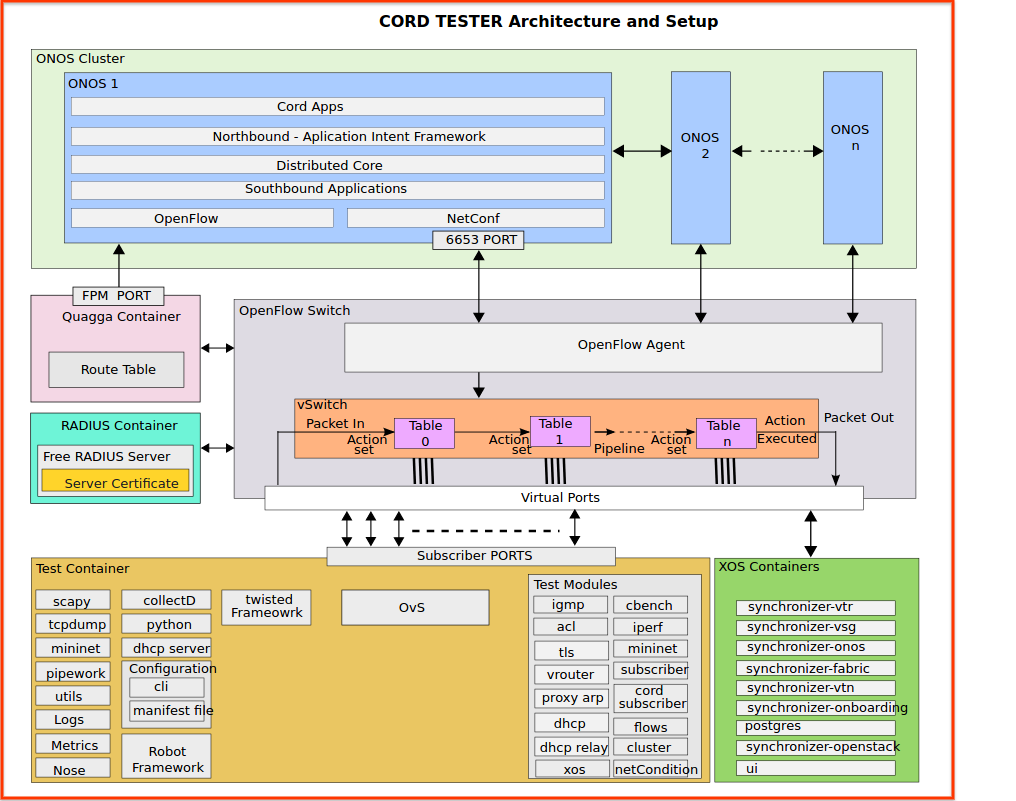 CORD TESTER Architecture and Setup
ONOS Cluster
ONOS 1
Cord Apps
Northbound - Aplication Intent Framework
Distributed Core
Southbound Applications
OpenFlow
NetConf
6653 PORT
ONOS
2
ONOS
n
FPM PORT
Quagga Container
Route Table
RADIUS Container
Free RADIUS Server
Server Certificate
OpenFlow Switch
OpenFlow Agent
vSwitch
Packet In
Action
set
Table
0
Action
set
Table
1
Pipeline
Action
set
Table
n
Action
Executed
Packet Out
Virtual Ports
Subscriber PORTS
Test Container
scapy
tcpdump
mininet
pipework
utils
Logs
Metrics
Nose
collectD
python
dhcp server
Configuration
cli
manifest file
Robot
Framework
twisted
Frameowrk
OvS
Test Modules
igmp
acl
tls
vrouter
proxy arp
dhcp
dhcp relay
xos
cbench
iperf
mininet
subscriber
cord
subscriber
flows
cluster
netCondition
XOS Containers
synchronizer-vtr
synchronizer-vsg
synchronizer-onos
synchronizer-fabric
synchronizer-vtn
synchronizer-onboarding
postgres
synchronizer-openstack
ui